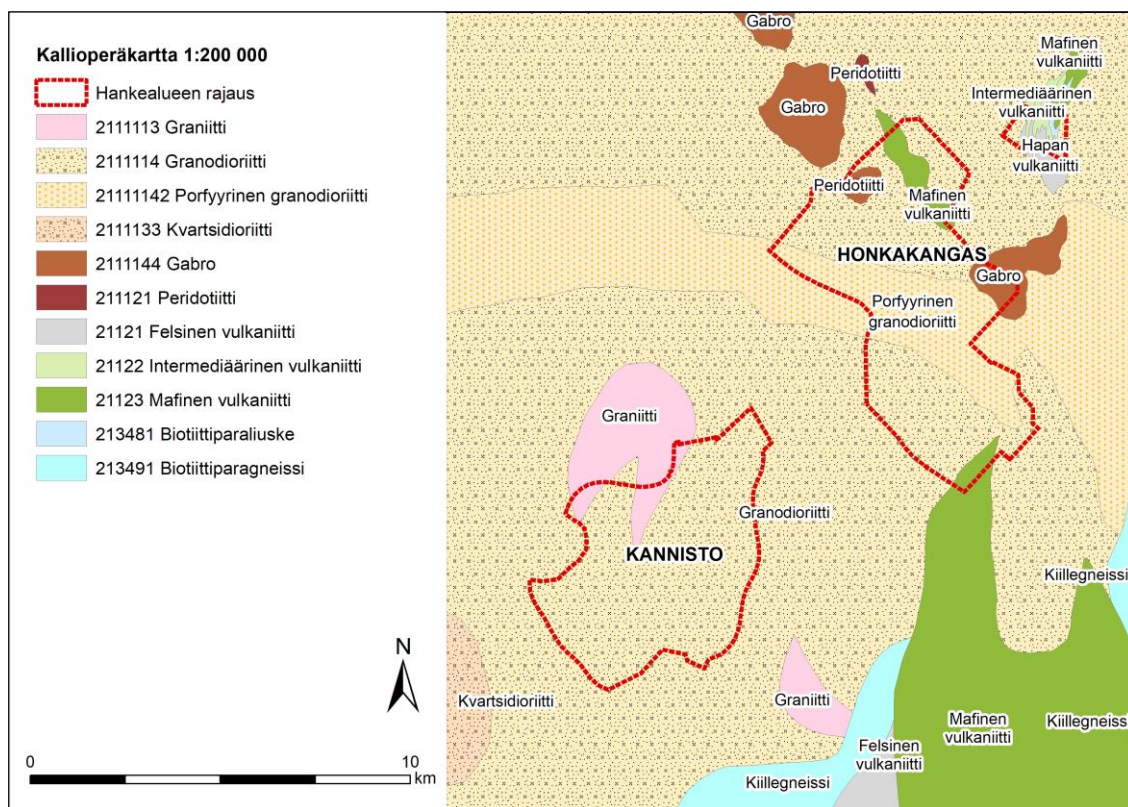 Kallioperäkartta 1:200 000
Hankealueen rajaus
2111113 Graniitti
2111114 Granodioriitti
21111142 Porfyyrinen granodioriitti
2111133 Kvartsidioriitti
2111144 Gabro
211121 Peridotiitti
21121 Felsinen vulkaniitti
21122 Intermediäärinen vulkaniitti
21123 Mafinen vulkaniitti
213481 Biotiittiparaliuske
213491 Biotiittiparagneissi
N
0
10
km
Gabro
Mafinen
vulkaniitti
Peridotiitti
Gabro
Intermediäärinen
vulkaniitti
Hapan
vulkaniitti
Peridotiitti
Mafinen
vulkaniitti
HONKAKANGAS
Gabro
Porfyyrinen
granodioriitti
Graniitti
Granodioriitti
KANNISTO
Kiillegneissi
Kvartsidioriitti
Graniitti
Mafinen
vulkaniitti
Kiillegneissi
Felsinen
vulkaniitti
Kiillegneissi